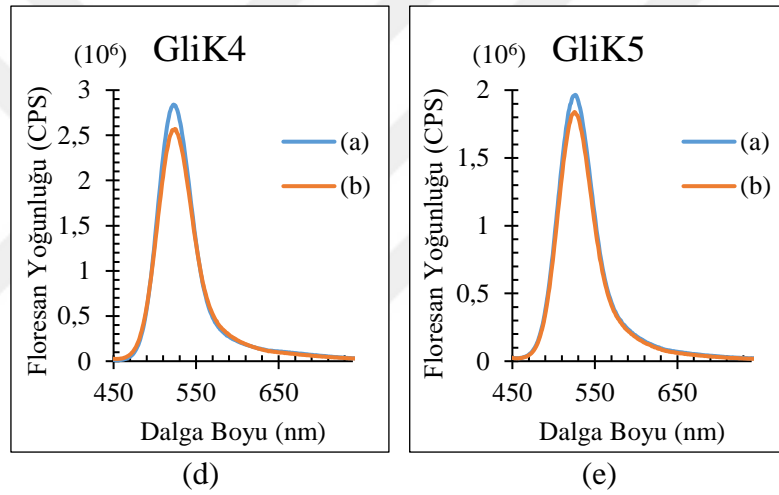 (10⁶) GliK4
Floresan Yoğunluğu (CPS)
3
2,5
2
1,5
1
0,5
0
450 550 650
Dalga Boyu (nm)
(a)
(b)
(d)
(10⁶) GliK5
Floresan Yoğunluğu (CPS)
2
1,5
1
0,5
0
450 550 650
Dalga Boyu (nm)
(a)
(b)
(e)